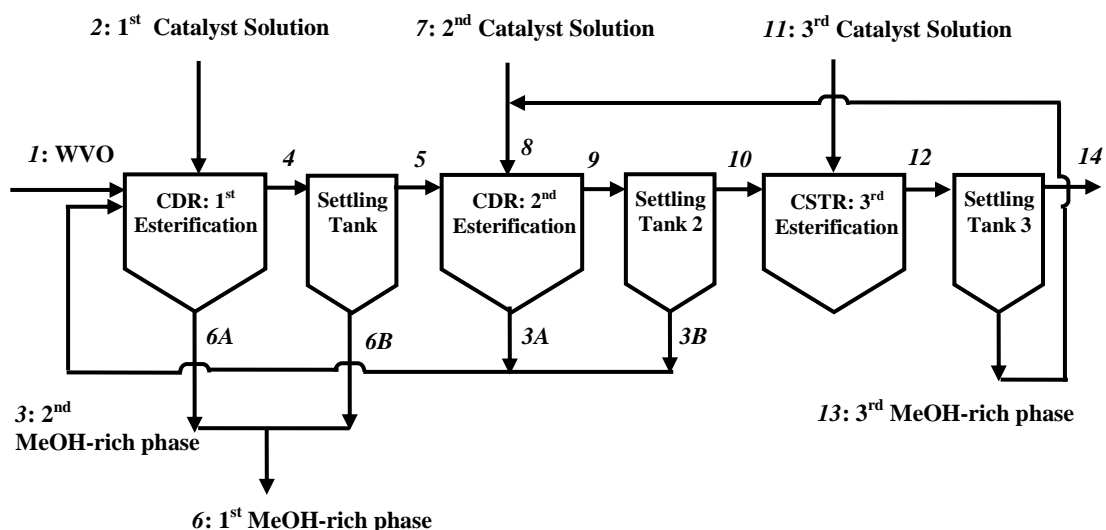 2: 1st Catalyst Solution
7: 2nd Catalyst Solution
11: 3rd Catalyst Solution
1: WVO
4
5
8
9
10
12
14
CDR: 1st
Esterification
Settling
Tank
CDR: 2nd
Esterification
Settling
Tank 2
CSTR: 3rd
Esterification
Settling
Tank 3
6A
6B
3A
3B
3: 2nd
MeOH-rich phase
13: 3rd MeOH-rich phase
6: 1st MeOH-rich phase